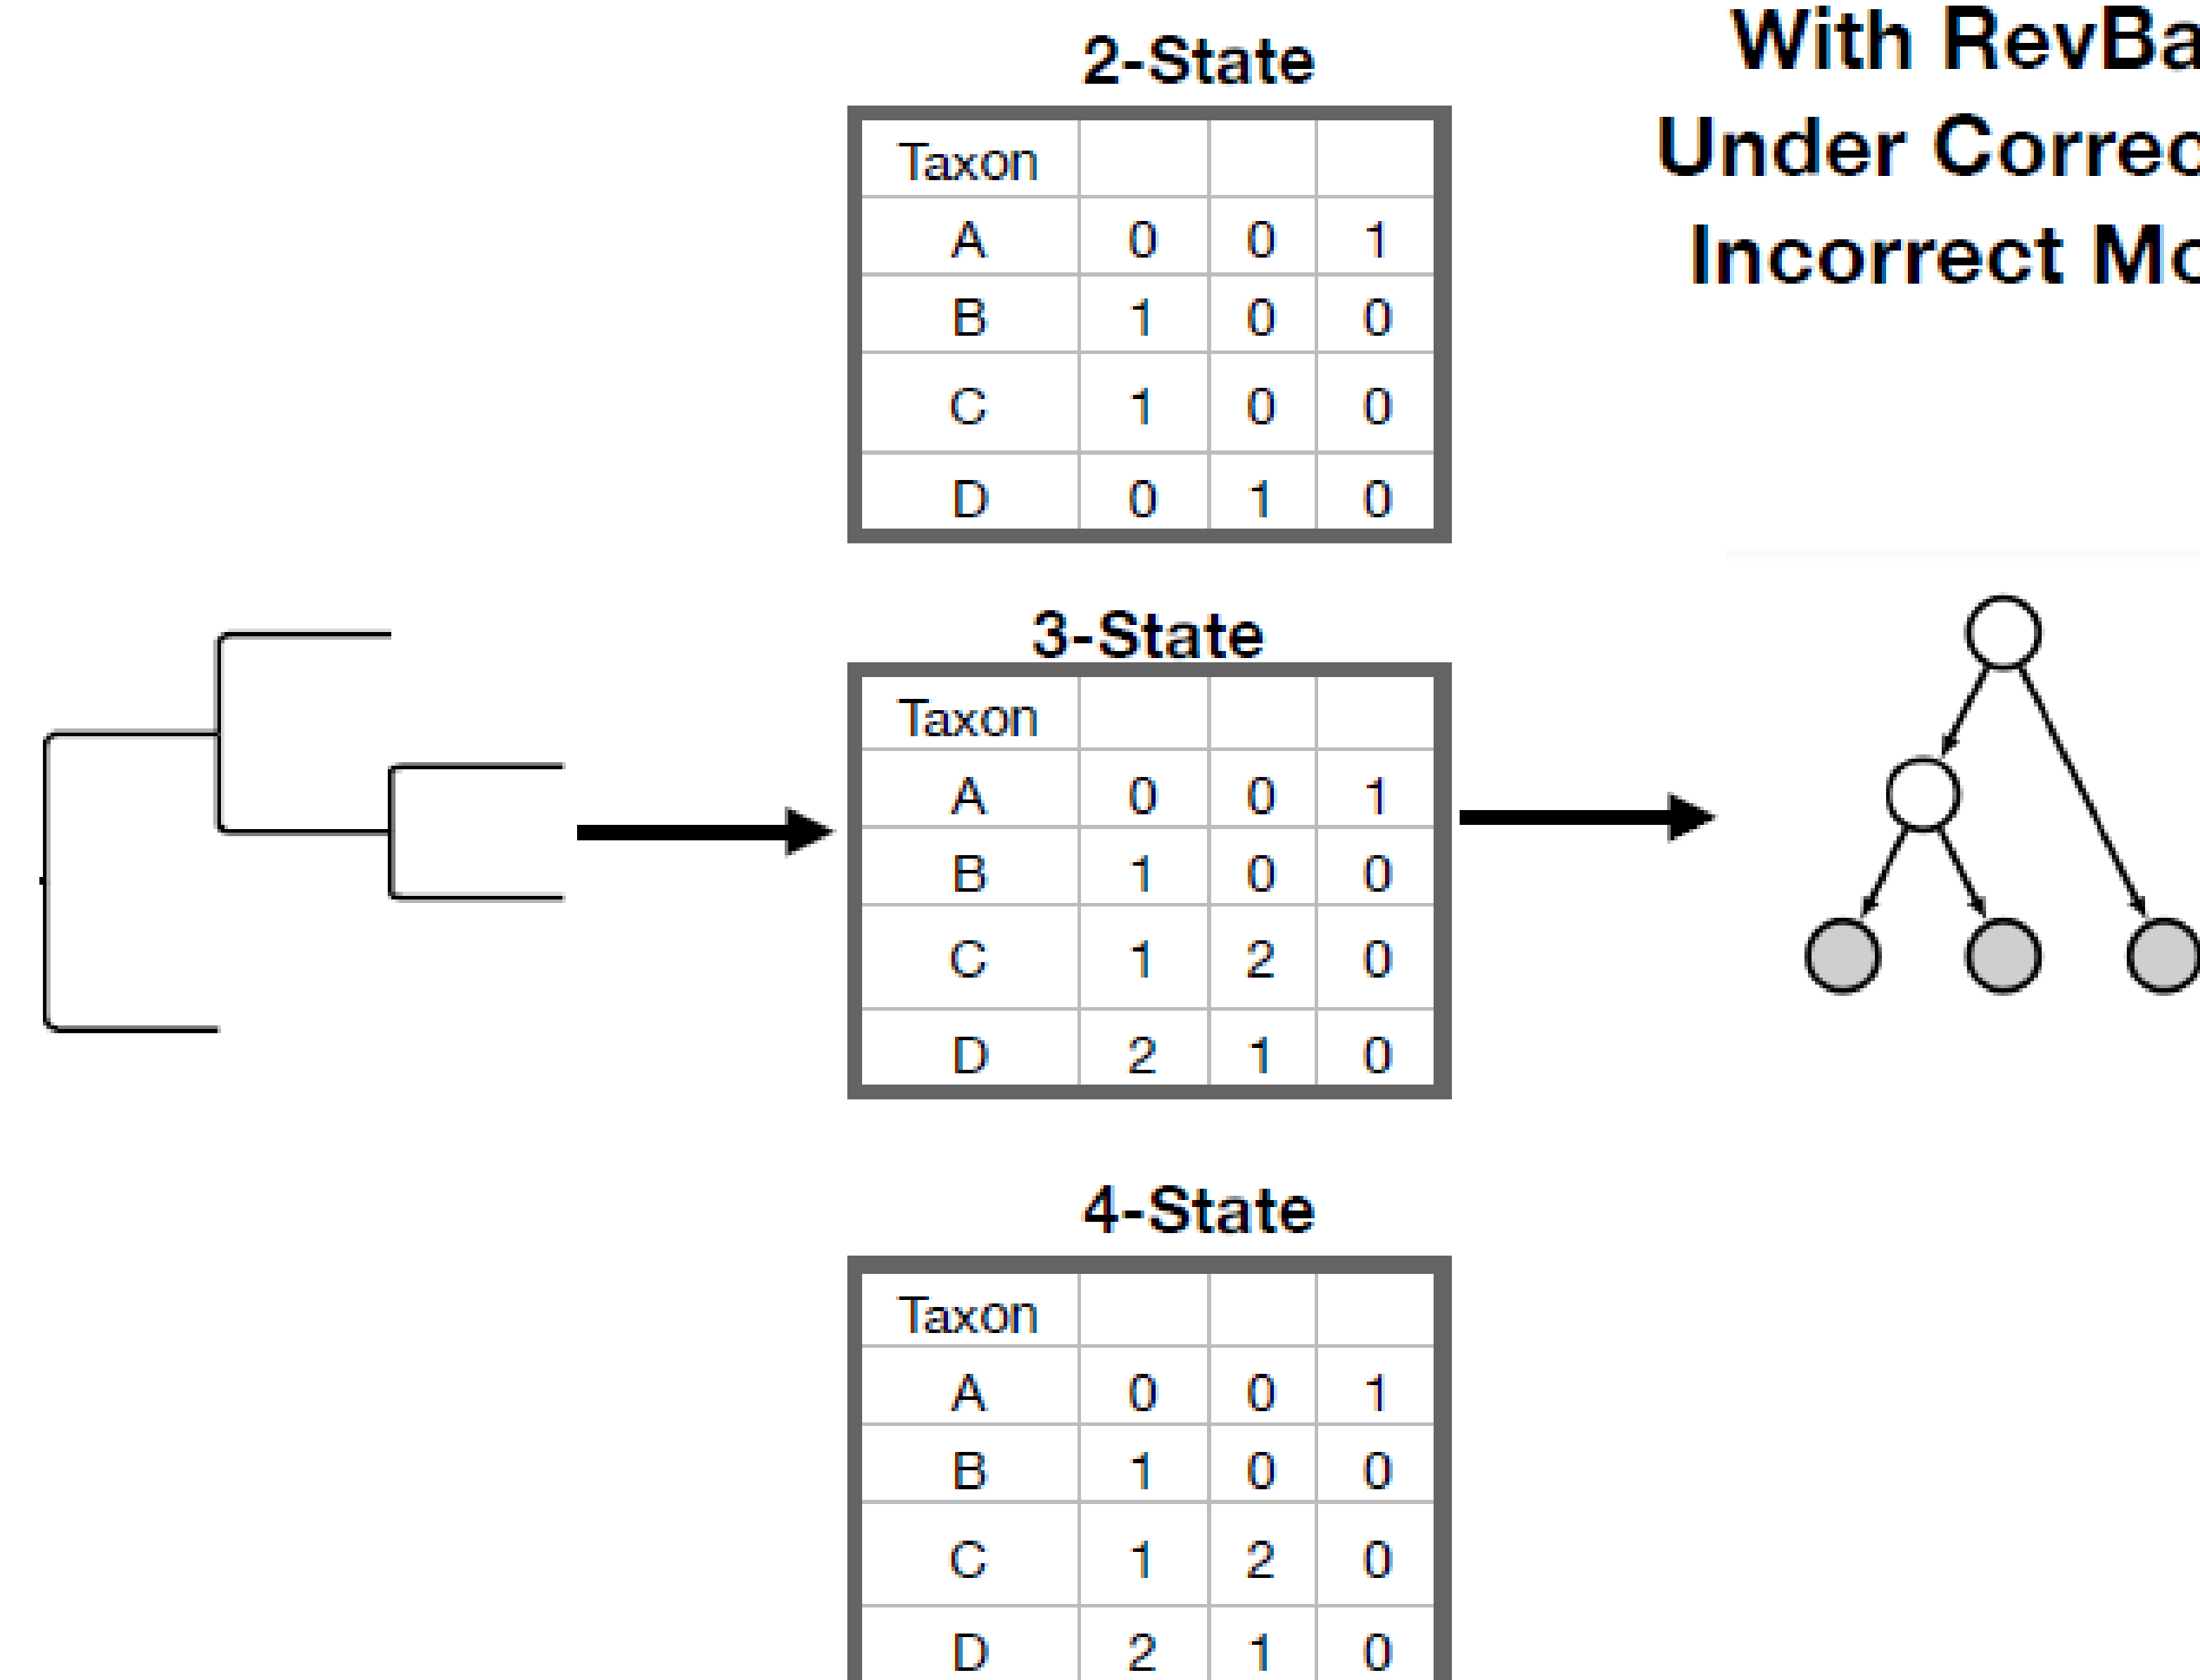 2-State
Taxon
A 0 0 1
B 1 0 0
C 1 0 0
D 0 1 0
3-State
Taxon
A 0 0 1
B 1 0 0
C 1 2 0
D 2 1 0
4-State
Taxon
A 0 0 1
B 1 0 0
C 1 2 0
D 2 1 0
With RevBa
Under Correc
Incorrect Mo